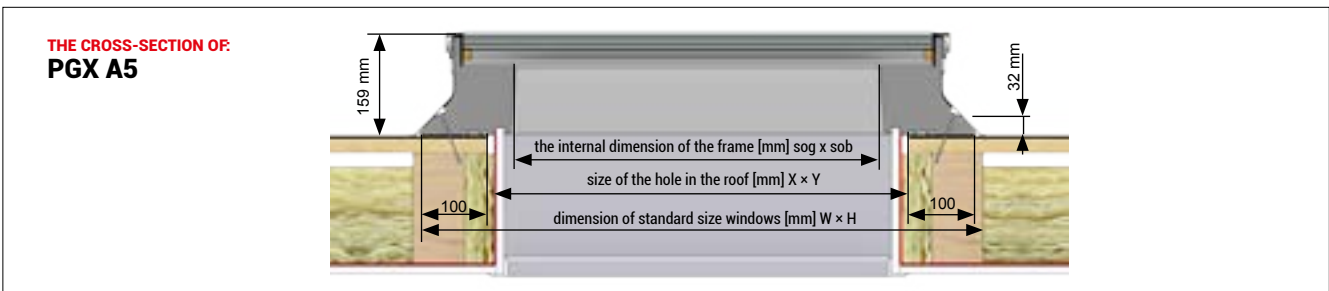 THE CROSS-SECTION OF:
PGX A5
159 mm
32 mm
the internal dimension of the frame [mm] sog x sob
size of the hole in the roof [mm] X × Y
100
100
dimension of standard size windows [mm] W × H